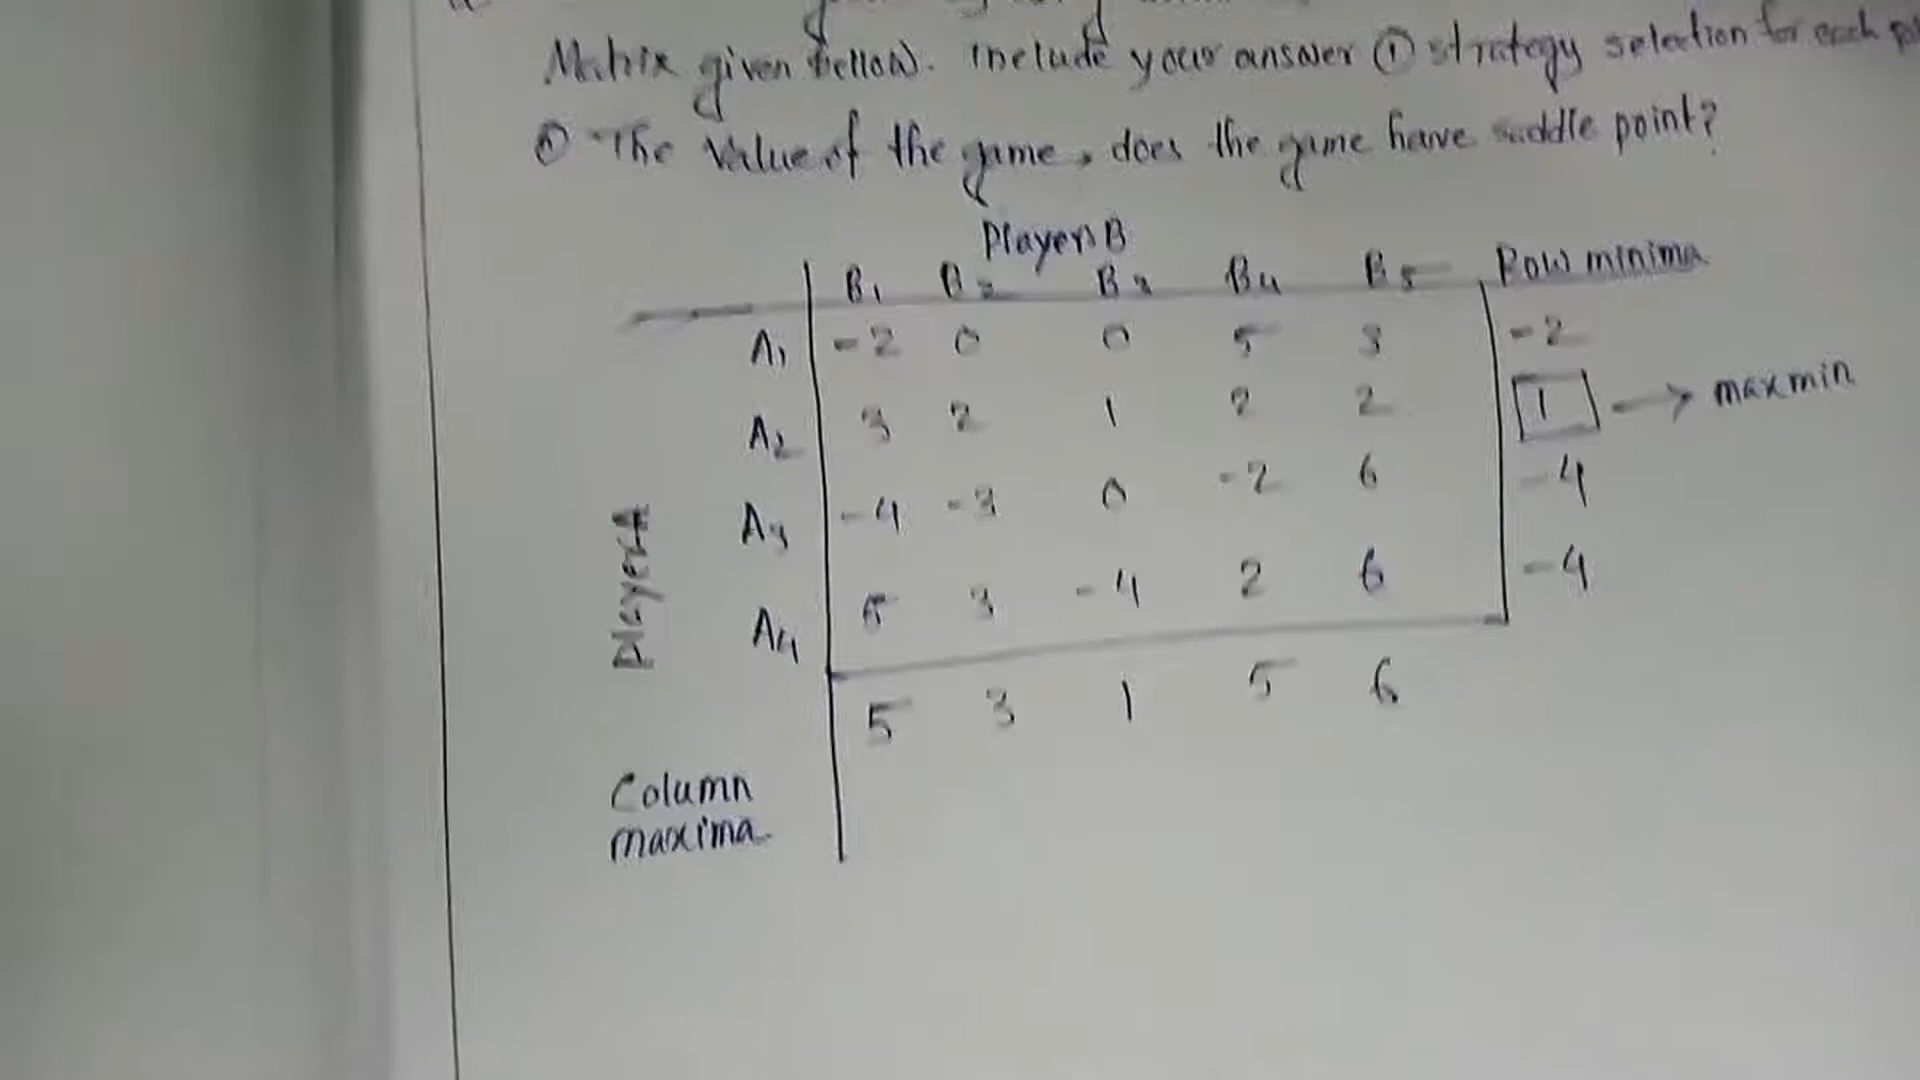 Matrix given bellow. Include your answer ① strategy selection for each
② The value of the game, does the game have saddle point?
Players B
B1 B2 B3 B4 B5 Row minima
A1 -2 0 0 5 3 -2
A2 3 2 1 2 2 1 → maxmin
A3 -4 -3 0 -2 6 -4
A4 5 3 -4 2 6 -4
Player A
5 3 1 5 6
Column
maxima